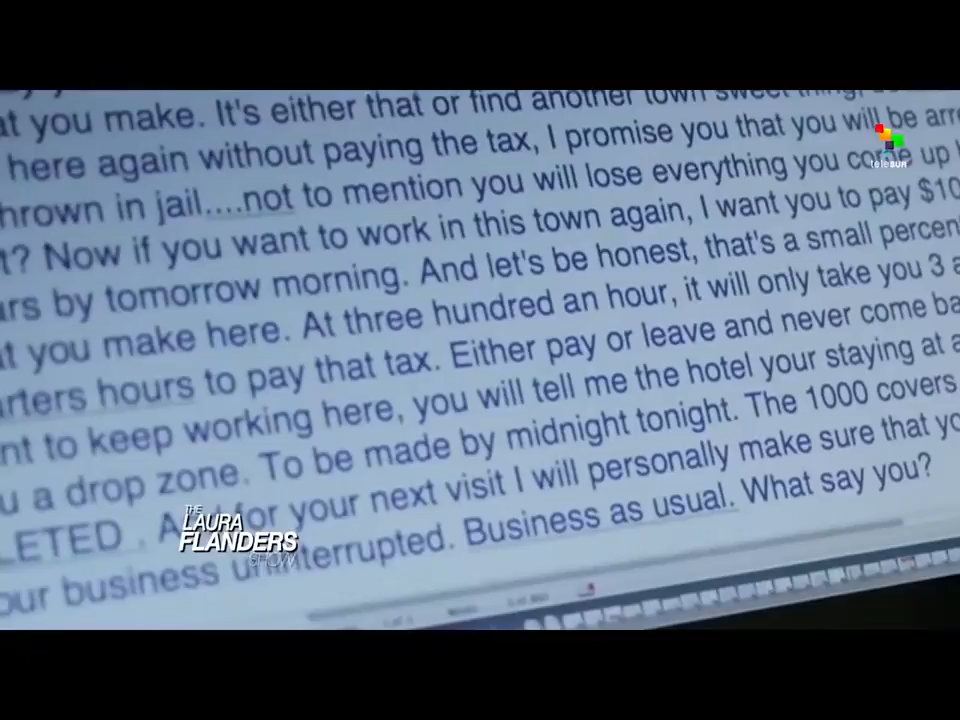 at you make. It's either that or find another town sweet thing.
here again without paying the tax, I promise you that you will be arre
hrown in jail....not to mention you will lose everything you come up
t? Now if you want to work in this town again, I want you to pay $10
urs by tomorrow morning. And let's be honest, that's a small percen
at you make here. At three hundred an hour, it will only take you 3 a
arters hours to pay that tax. Either pay or leave and never come ba
nt to keep working here, you will tell me the hotel your staying at a
u a drop zone. To be made by midnight tonight. The 1000 covers
LETED . A or your next visit I will personally make sure that yo
our business uninterrupted. Business as usual. What say you?
teleSUR
THE
LAURA
FLANDERS
SHOW